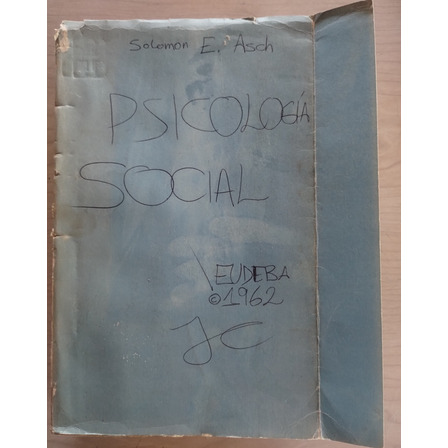 Solomon E. Asch
PSICOLOGÍA
SOCIAL
EUDEBA
©1962
JC